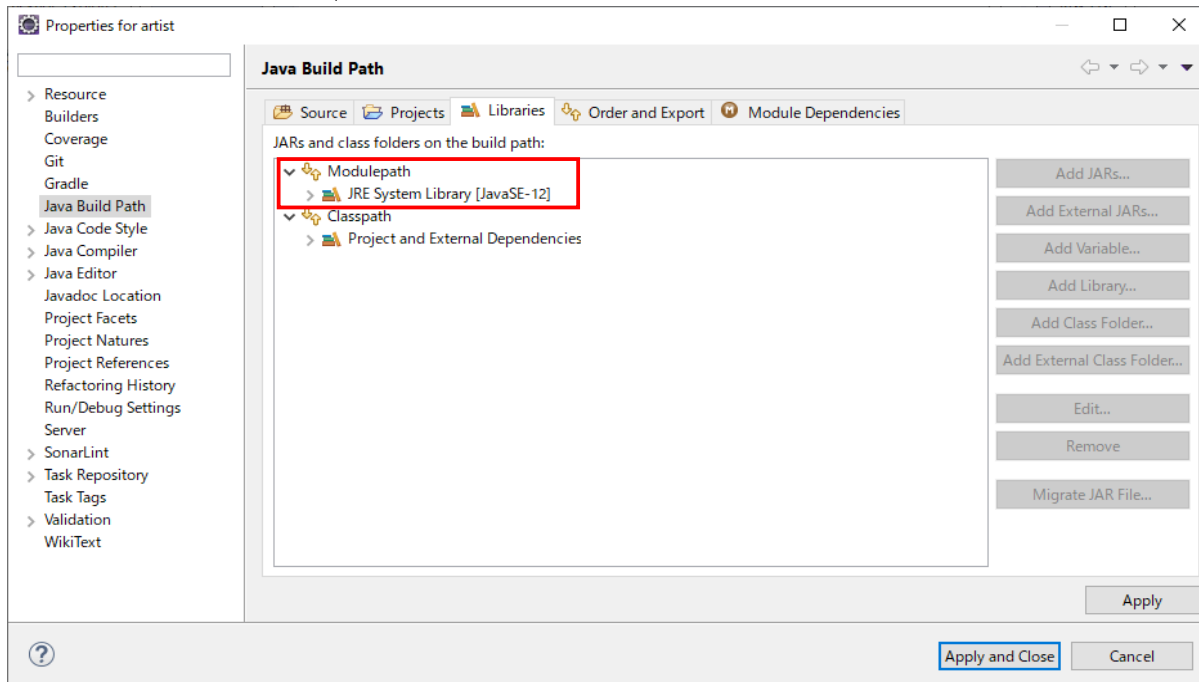 Properties for artist
Java Build Path
Resource
Builders
Coverage
Git
Gradle
Java Build Path
Java Code Style
Java Compiler
Java Editor
Javadoc Location
Project Facets
Project Natures
Project References
Refactoring History
Run/Debug Settings
Server
SonarLint
Task Repository
Task Tags
Validation
WikiText
Source Projects Libraries Order and Export Module Dependencies
JARs and class folders on the build path:
Modulepath
JRE System Library [JavaSE-12]
Classpath
Project and External Dependencies
Add JARs...
Add External JARs...
Add Variable...
Add Library...
Add Class Folder...
Add External Class Folder...
Edit...
Remove
Migrate JAR File...
Apply
Apply and Close Cancel